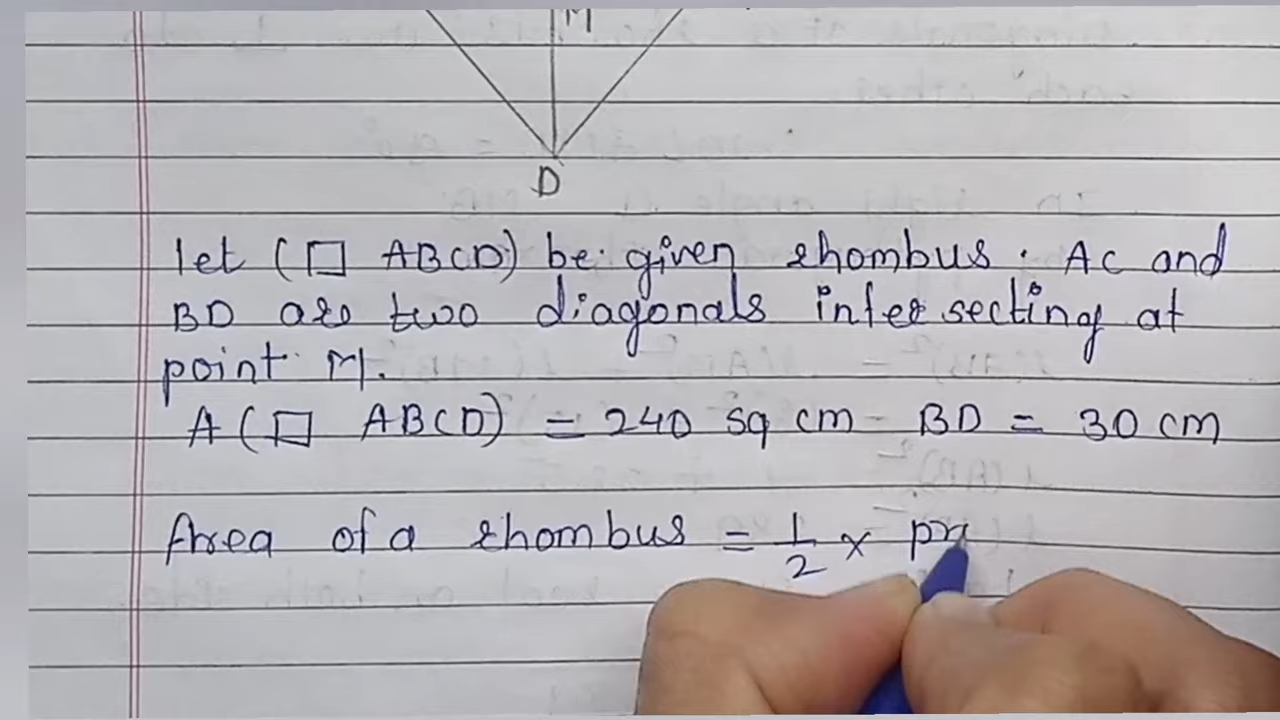 M
D
let (□ ABCD) be given rhombus. AC and
BD are two diagonals intersecting at
point M.
A (□ ABCD) = 240 sq cm - BD = 30 cm
Area of a rhombus = 1/2 × pr